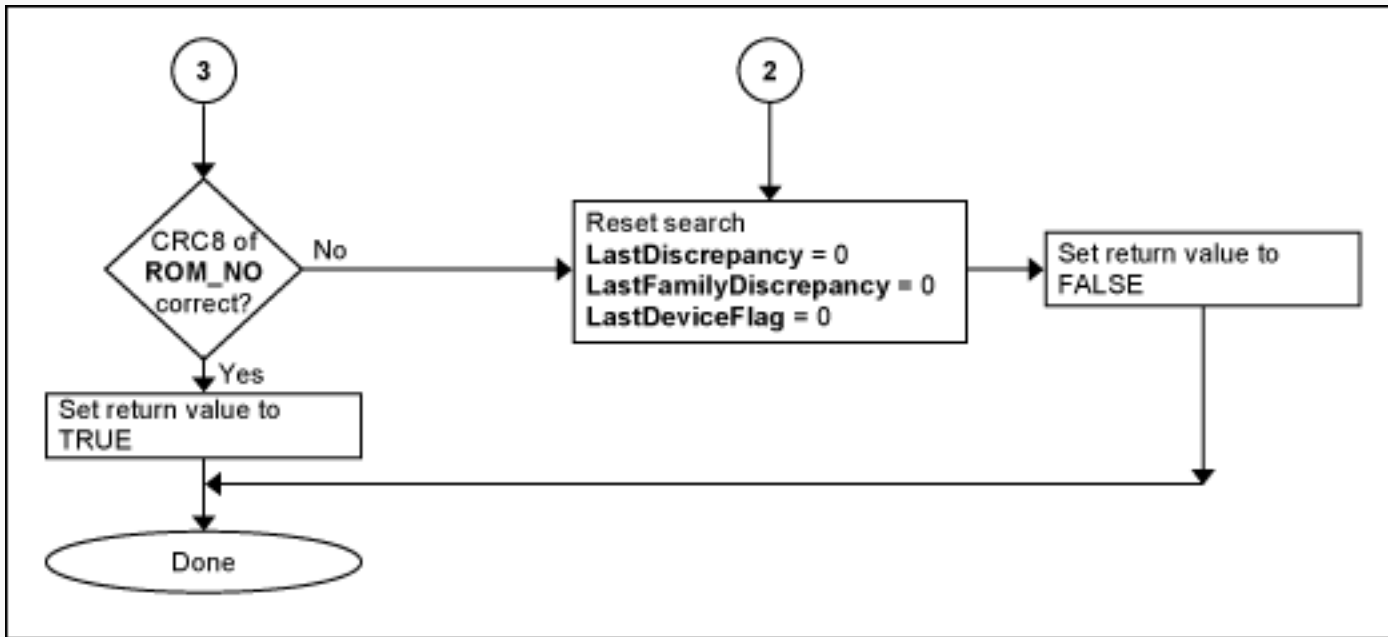 3
2
CRC8 of
ROM_NO
correct?
No
Reset search
LastDiscrepancy = 0
LastFamilyDiscrepancy = 0
LastDeviceFlag = 0
Set return value to
FALSE
Yes
Set return value to
TRUE
Done